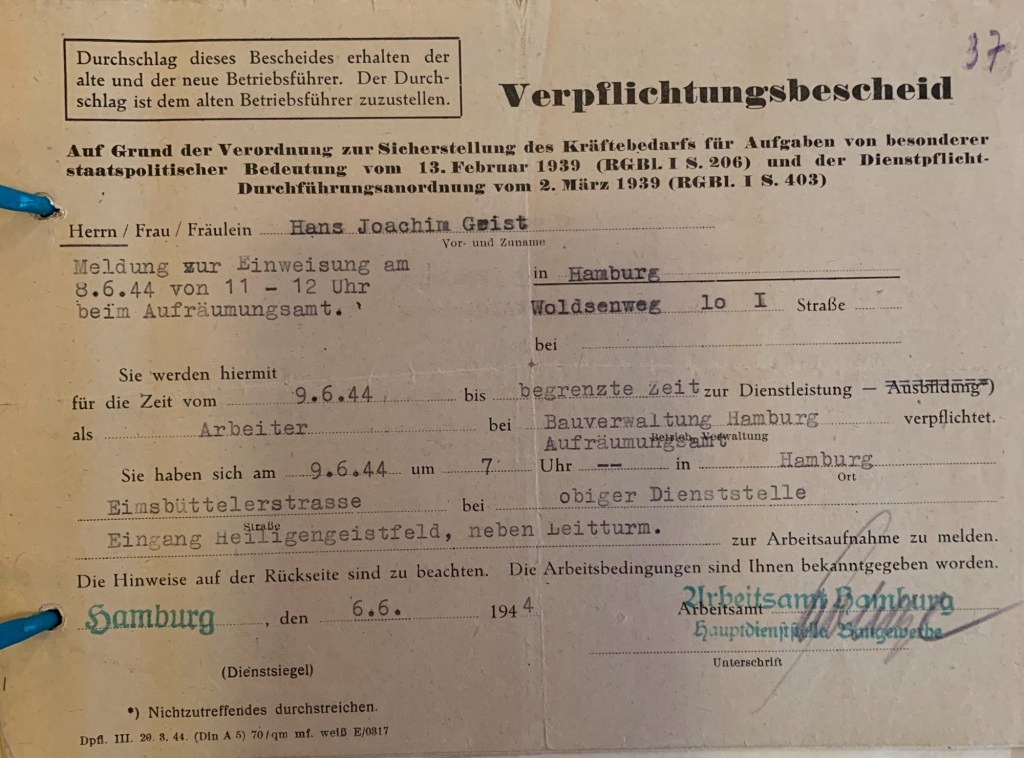 37
Durchschlag dieses Bescheides erhalten der
alte und der neue Betriebsführer. Der Durch-
schlag ist dem alten Betriebsführer zuzustellen.
Verpflichtungsbescheid
Auf Grund der Verordnung zur Sicherstellung des Kräftebedarfs für Aufgaben von besonderer
staatspolitischer Bedeutung vom 13. Februar 1939 (RGBl. I S. 206) und der Dienstpflicht-
Durchführungsanordnung vom 2. März 1939 (RGBl. I S. 403)
Herrn / Frau / Fräulein Hans Joachim Geist
Vor- und Zuname
Meldung zur Einweisung am
8.6.44 von 11 - 12 Uhr
beim Aufräumungsamt.
in Hamburg
Woldsenweg lo I Straße
bei
Sie werden hiermit
für die Zeit vom 9.6.44 bis begrenzte Zeit zur Dienstleistung — Ausbildung*)
als Arbeiter bei Bauverwaltung Hamburg verpflichtet.
Aufräumungsamt
Betrieb, Verwaltung
Sie haben sich am 9.6.44 um 7 Uhr -- in Hamburg
Ort
Eimsbüttelerstrasse bei obiger Dienststelle
Straße
Eingang Heiligengeistfeld, neben Leitturm. zur Arbeitsaufnahme zu melden.
Die Hinweise auf der Rückseite sind zu beachten. Die Arbeitsbedingungen sind Ihnen bekanntgegeben worden.
Hamburg, den 6.6. 1944 Arbeitsamt Arbeitsamt Hamburg
Hauptdienststelle Baugewerbe
Unterschrift
(Dienstsiegel)
*) Nichtzutreffendes durchstreichen.
Dpfl. III. 20. 3. 44. (Din A 5) 70/qm mf. weiß E/0317